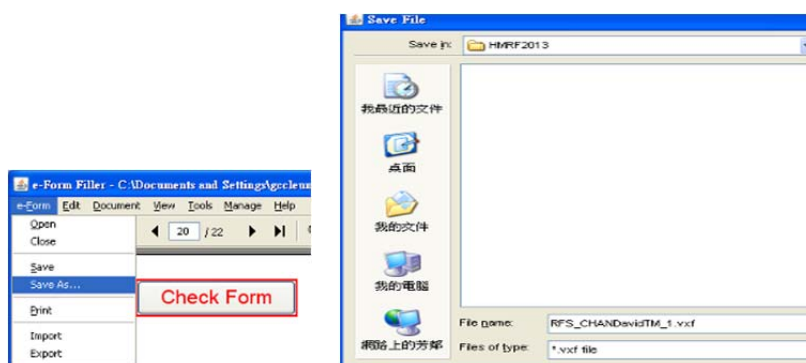 e-Form Filler - C:\Documents and Settings\gccleun
e-Form Edit Document View Tools Manage Help
Open
Close
20 / 22
Save
Save As...
Check Form
Print
Import
Export
Save File
Save in: HMRF2013
我最近的文件
桌面
我的文件
我的電腦
網路上的芳鄰
File name: RFS_CHANDavidTM_1.vxf
Files of type: *.vxf file